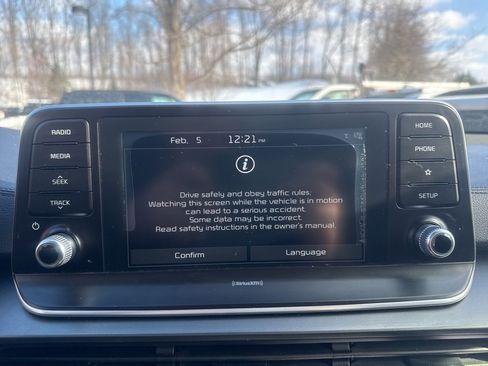 Feb. 5 12:21 PM
RADIO
MEDIA
SEEK
TRACK
HOME
PHONE
SETUP
Drive safely and obey traffic rules.
Watching this screen while the vehicle is in motion
can lead to a serious accident.
Some data may be incorrect.
Read safety instructions in the owner's manual.
Confirm Language
((SiriusXM))